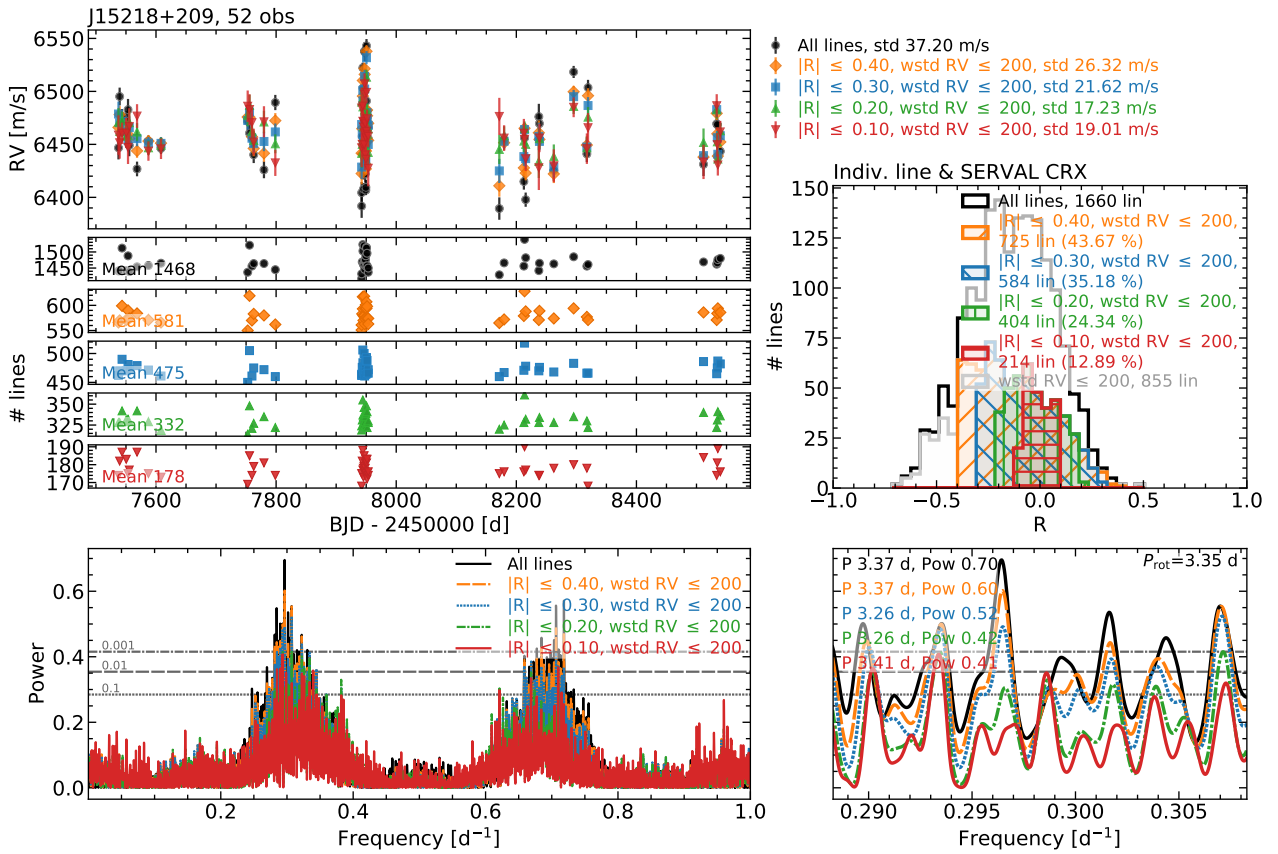 J15218+209, 52 obs
RV [m/s]
6550
6500
6450
6400
All lines, std 37.20 m/s
|R| ≤ 0.40, wstd RV ≤ 200, std 26.32 m/s
|R| ≤ 0.30, wstd RV ≤ 200, std 21.62 m/s
|R| ≤ 0.20, wstd RV ≤ 200, std 17.23 m/s
|R| ≤ 0.10, wstd RV ≤ 200, std 19.01 m/s
# lines
1500
1450
Mean 1468
600
550
Mean 581
500
450
Mean 475
350
325
Mean 332
190
180
170
Mean 178
7600 7800 8000 8200 8400
BJD - 2450000 [d]
Indiv. line & SERVAL CRX
# lines
150
125
100
75
50
25
0
All lines, 1660 lin
|R| ≤ 0.40, wstd RV ≤ 200,
725 lin (43.67 %)
|R| ≤ 0.30, wstd RV ≤ 200,
584 lin (35.18 %)
|R| ≤ 0.20, wstd RV ≤ 200,
404 lin (24.34 %)
|R| ≤ 0.10, wstd RV ≤ 200,
214 lin (12.89 %)
wstd RV ≤ 200, 855 lin
−1.0 −0.5 0.0 0.5 1.0
R
Power
0.6
0.4
0.2
0.0
0.001
0.01
0.1
All lines
|R| ≤ 0.40, wstd RV ≤ 200
|R| ≤ 0.30, wstd RV ≤ 200
|R| ≤ 0.20, wstd RV ≤ 200
|R| ≤ 0.10, wstd RV ≤ 200
0.2 0.4 0.6 0.8 1.0
Frequency [d⁻¹]
P 3.37 d, Pow 0.70
P 3.37 d, Pow 0.60
P 3.26 d, Pow 0.52
P 3.26 d, Pow 0.42
P 3.41 d, Pow 0.41
P_rot=3.35 d
0.290 0.295 0.300 0.305
Frequency [d⁻¹]